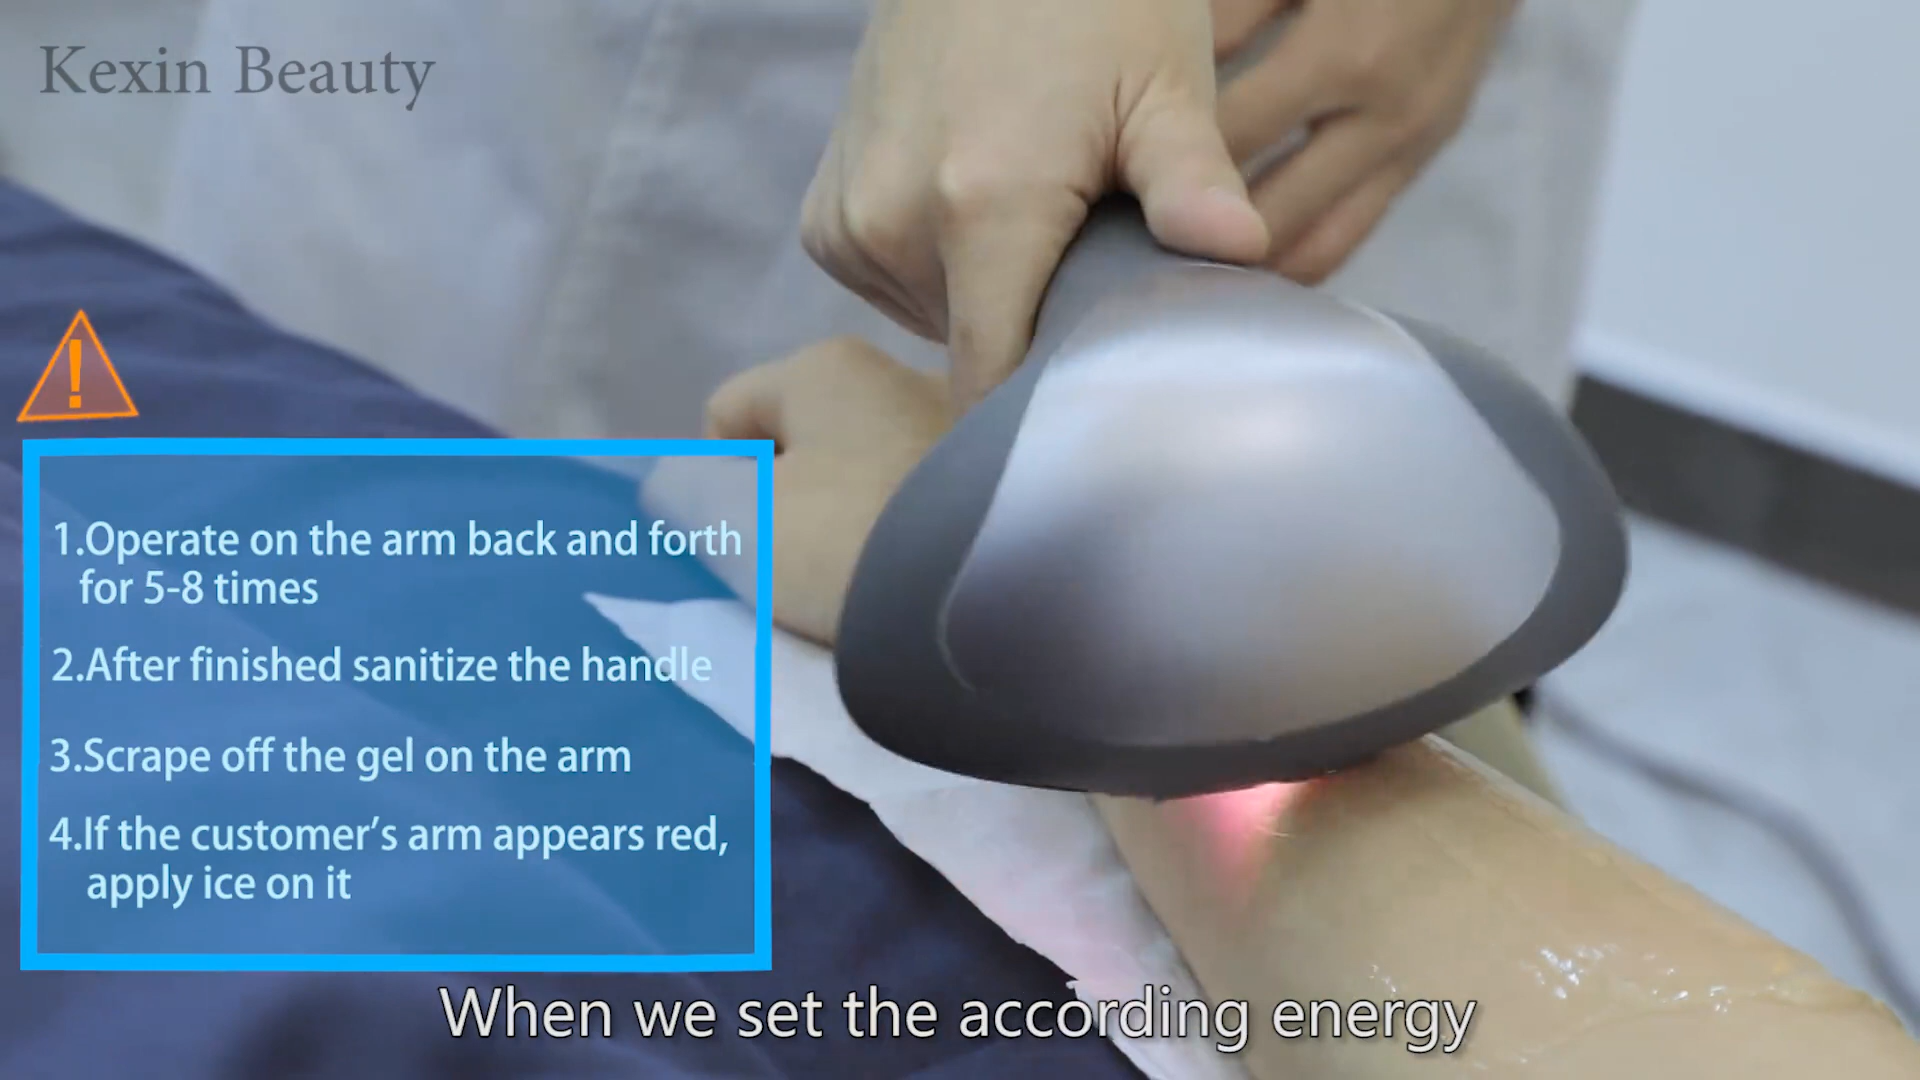 Kexin Beauty
!
1.Operate on the arm back and forth
for 5-8 times
2.After finished sanitize the handle
3.Scrape off the gel on the arm
4.If the customer’s arm appears red,
apply ice on it
When we set the according energy